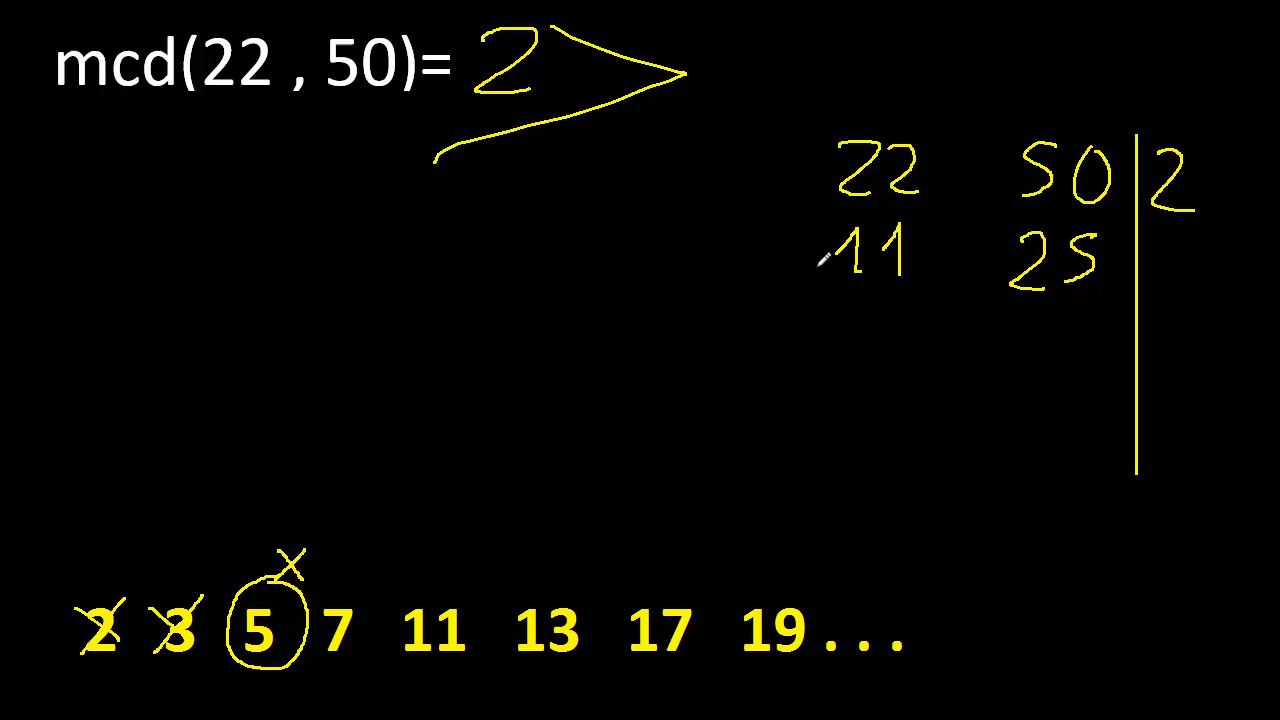 mcd(22 , 50)= 2
22 50 2
11 25
x
2 3 5 7 11 13 17 19 . . .